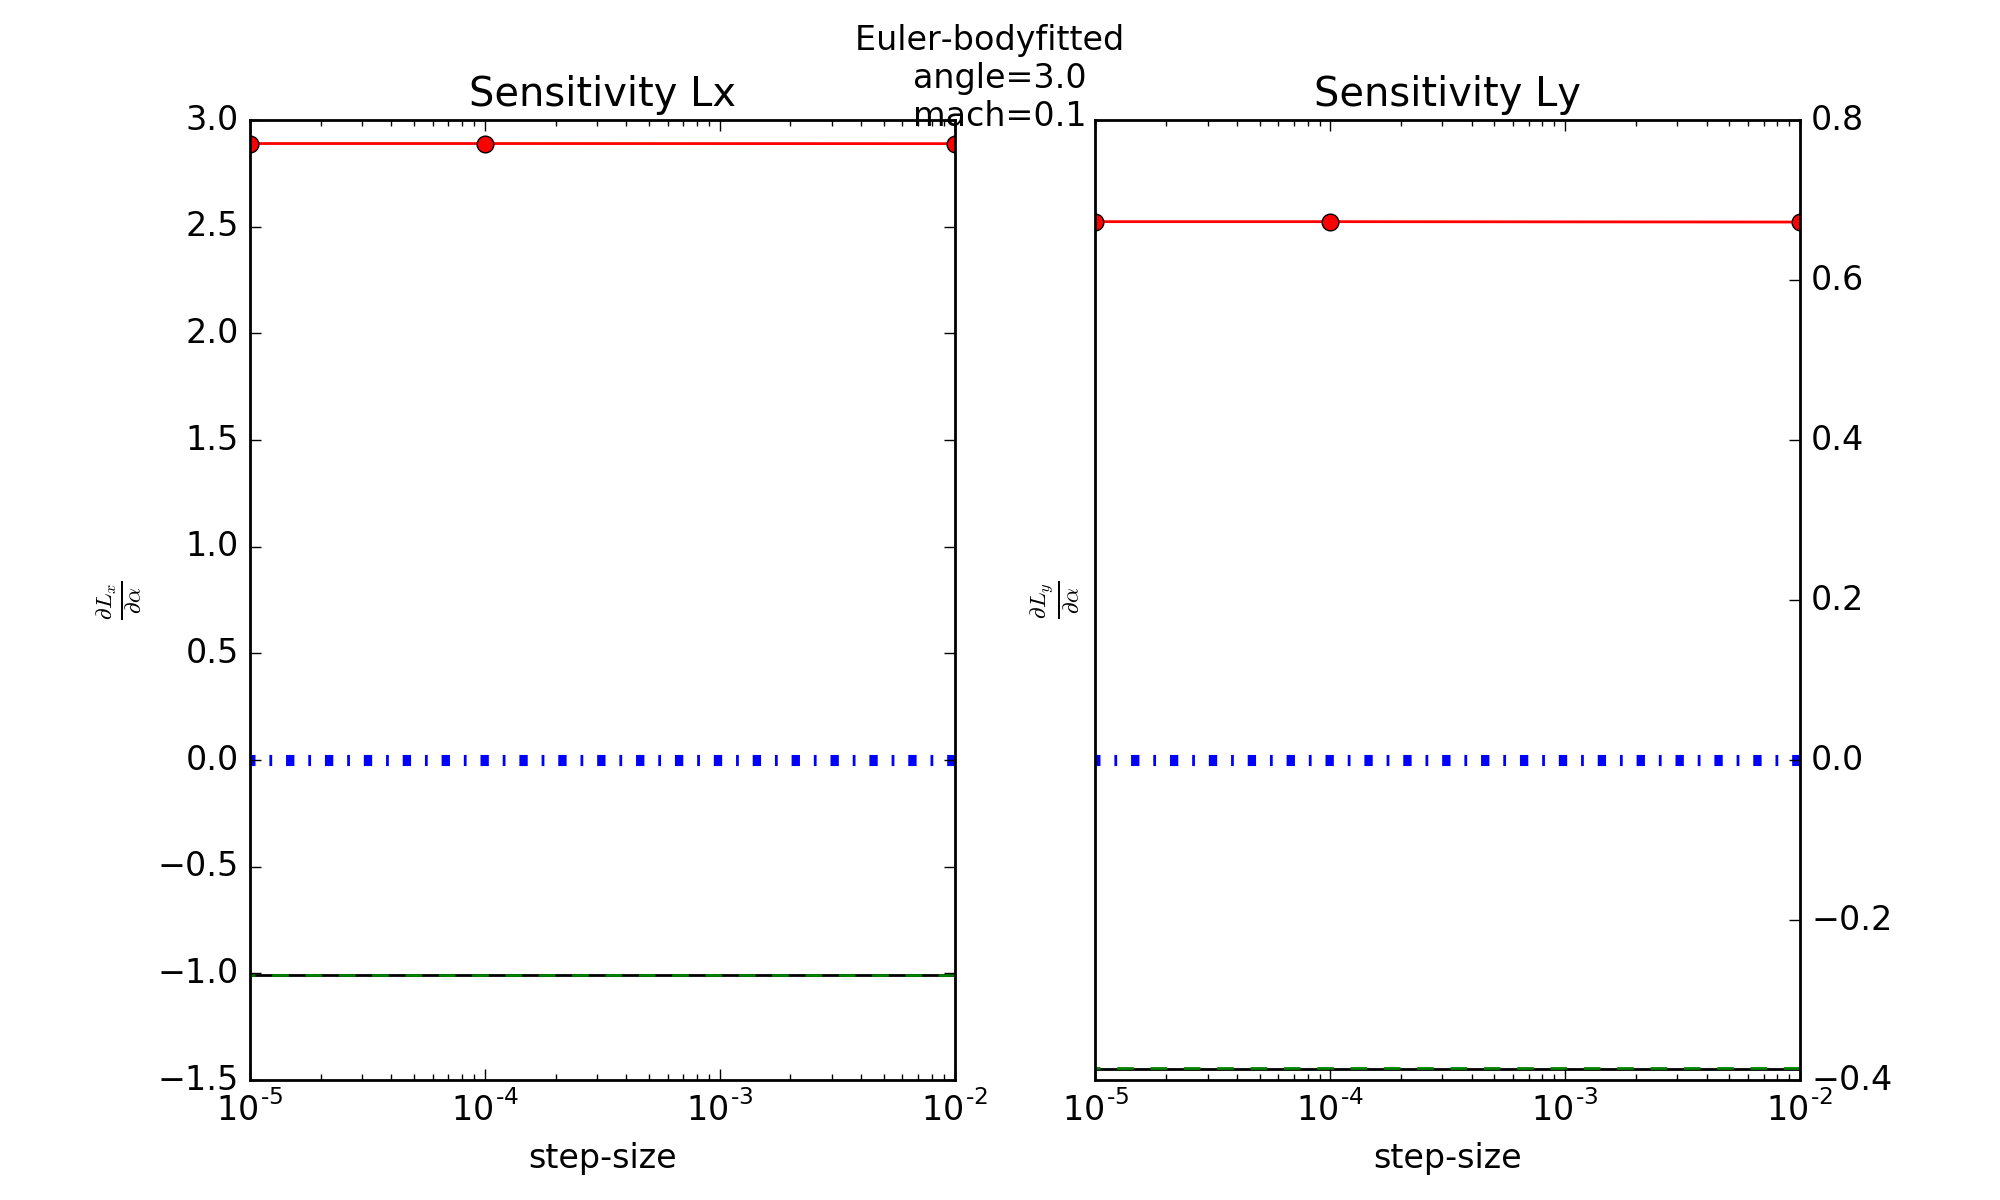 Euler-bodyfitted
angle=3.0
mach=0.1
Sensitivity Lx
3.0
2.5
2.0
1.5
1.0
0.5
0.0
−0.5
−1.0
−1.5
∂Lₓ/∂α
10⁻⁵ 10⁻⁴ 10⁻³ 10⁻²
step-size
Sensitivity Ly
∂L_y/∂α
0.8
0.6
0.4
0.2
0.0
−0.2
−0.4
10⁻⁵ 10⁻⁴ 10⁻³ 10⁻²
step-size